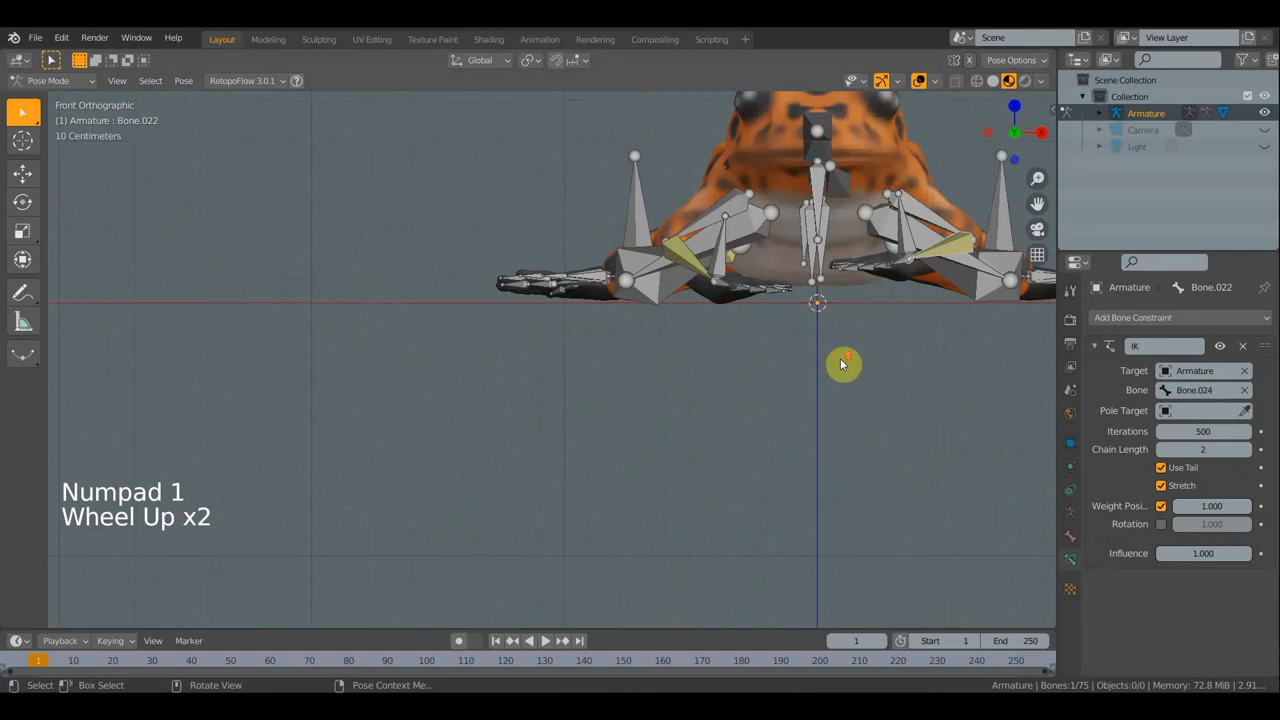 File Edit Render Window Help Layout Modeling Sculpting UV Editing Texture Paint Shading Animation Rendering Compositing Scripting + Scene View Layer
Global Pose Options
Pose Mode View Select Pose RetopoFlow 3.0.1
Front Orthographic
(1) Armature : Bone.022
10 Centimeters
Numpad 1
Wheel Up x2
Scene Collection
Collection
Armature
Camera
Light
Armature Bone.022
Add Bone Constraint
IK
Target Armature
Bone Bone.024
Pole Target
Iterations 500
Chain Length 2
Use Tail
Stretch
Weight Posi... 1.000
Rotation 1.000
Influence 1.000
Playback Keying View Marker 1 Start 1 End 250
1 10 20 30 40 50 60 70 80 90 100 110 120 130 140 150 160 170 180 190 200 210 220 230 240 250
Select Box Select Rotate View Pose Context Me... Armature | Bones:1/75 | Objects:0/0 | Memory: 72.8 MiB | 2.91...